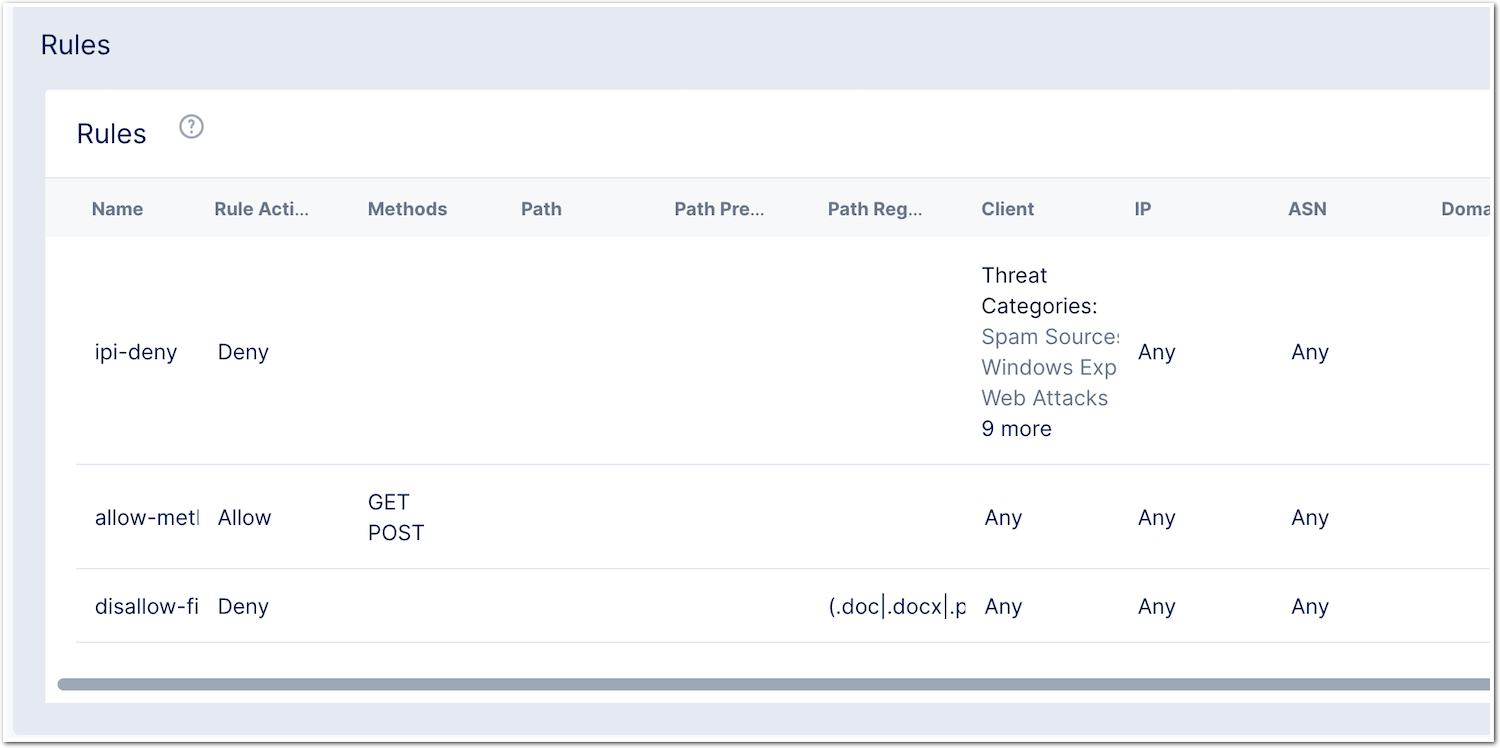 Rules
Rules ?
Name Rule Acti... Methods Path Path Pre... Path Reg... Client IP ASN Doma
Threat
Categories:
Spam Sources
Windows Exp
Web Attacks
9 more
ipi-deny Deny Any Any
GET
POST
allow-met Allow Any Any Any
disallow-fi Deny (.doc|.docx|.p Any Any Any